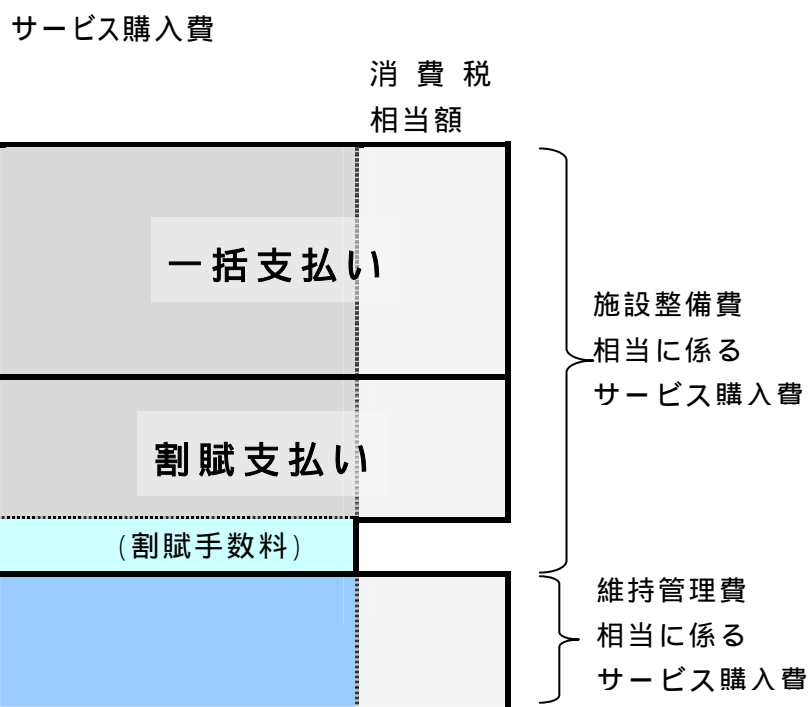 サービス購入費
消費税
相当額
一括支払い
施設整備費
相当に係る
サービス購入費
割賦支払い
(割賦手数料)
維持管理費
相当に係る
サービス購入費